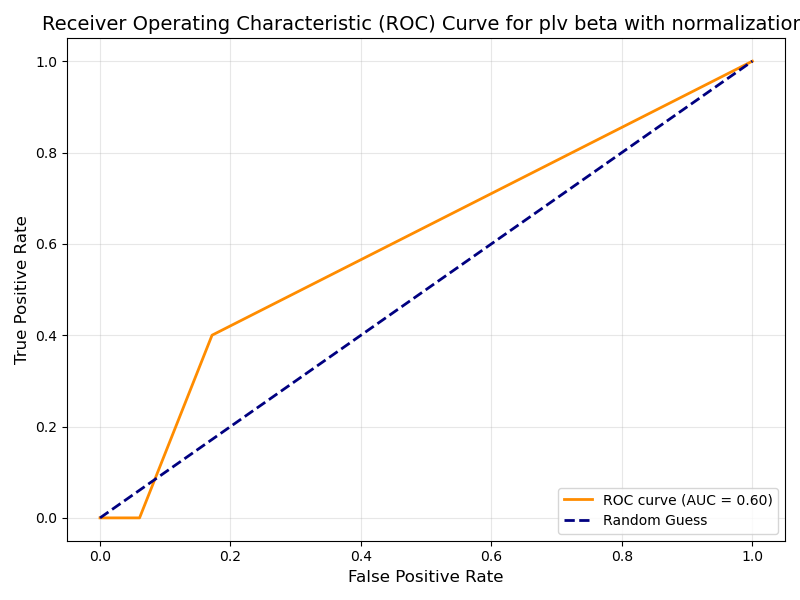 Receiver Operating Characteristic (ROC) Curve for plv beta with normalization
1.0
0.8
0.6
0.4
0.2
0.0
True Positive Rate
ROC curve (AUC = 0.60)
Random Guess
0.0 0.2 0.4 0.6 0.8 1.0
False Positive Rate